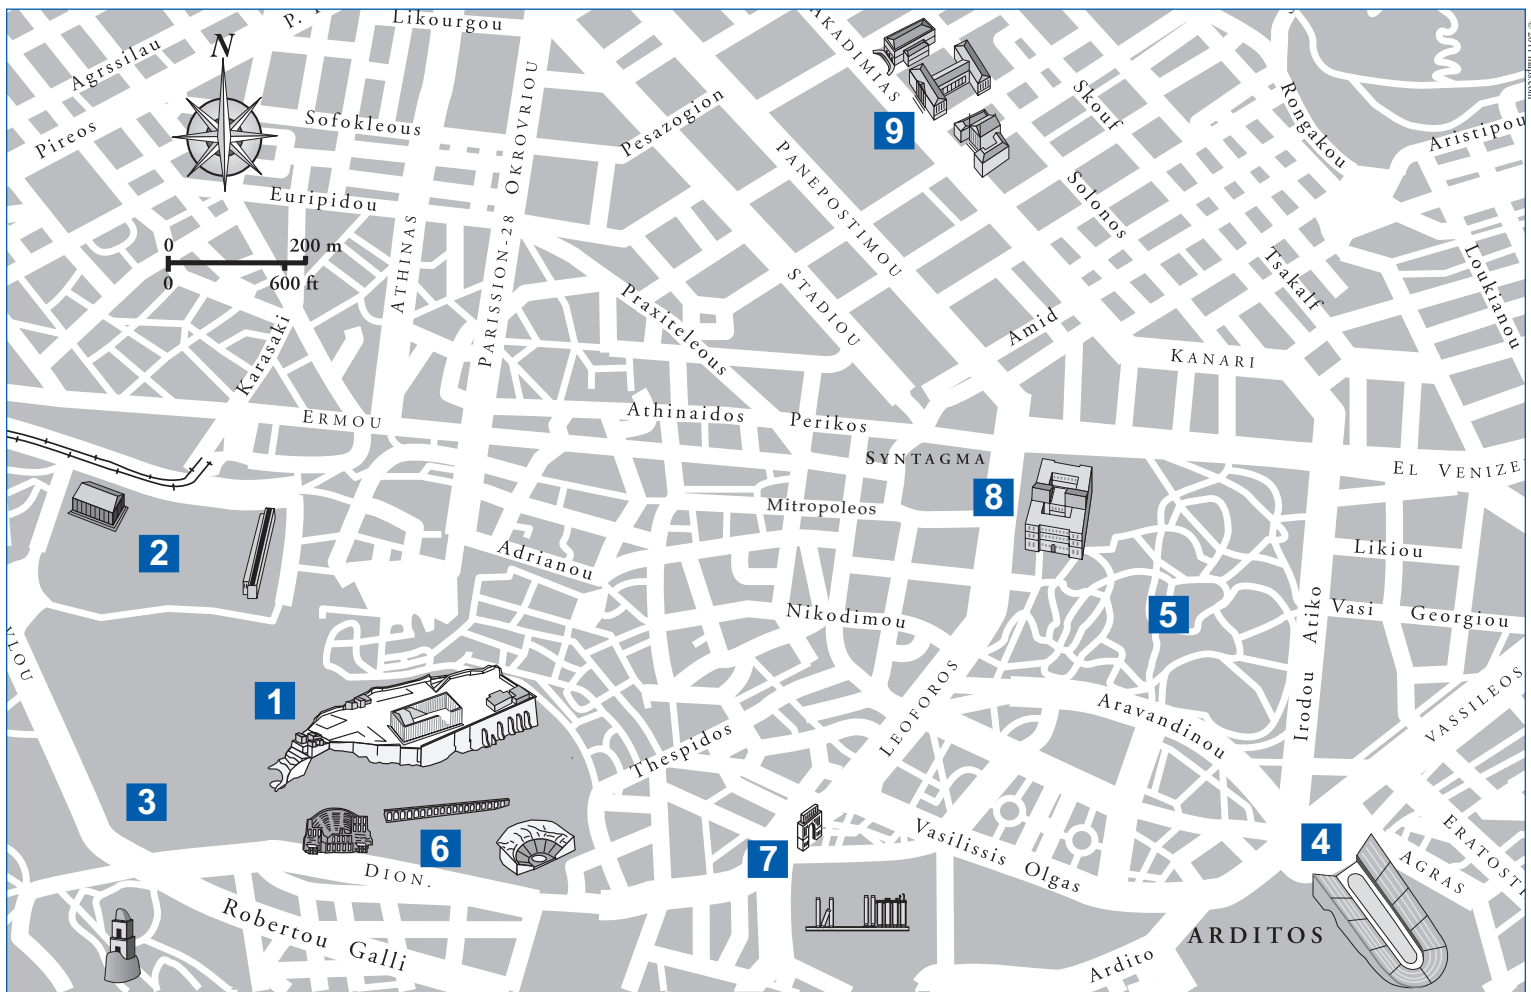 Likourgou
AKADIMIAS
Agrssilau
N
Pireos
Sofokleous
PARISSION-28 OKROVRIOU
Pesazogion
9
Skouf
Rongakou
Aristipou
Euripidou
PANEPOSTIMOU
Solonos
0 200 m
0 600 ft
ATHINAS
STADIOU
Tsakalf
Loukianou
Praxiteleous
Amid
Karasaki
KANARI
ERMOU
Athinaidos
Perikos
SYNTAGMA
EL VENIZE
8
Mitropoleos
2
Adrianou
Likiou
Nikodimou
5
Irodou Atiko
Vasi Georgiou
VLOU
1
LEOFOROS
Aravandinou
VASSILEOS
Thespidos
3
6
7
Vasilissis Olgas
4
ERATOSTI
AGRAS
DION.
Robertou Galli
ARDITOS
Ardito